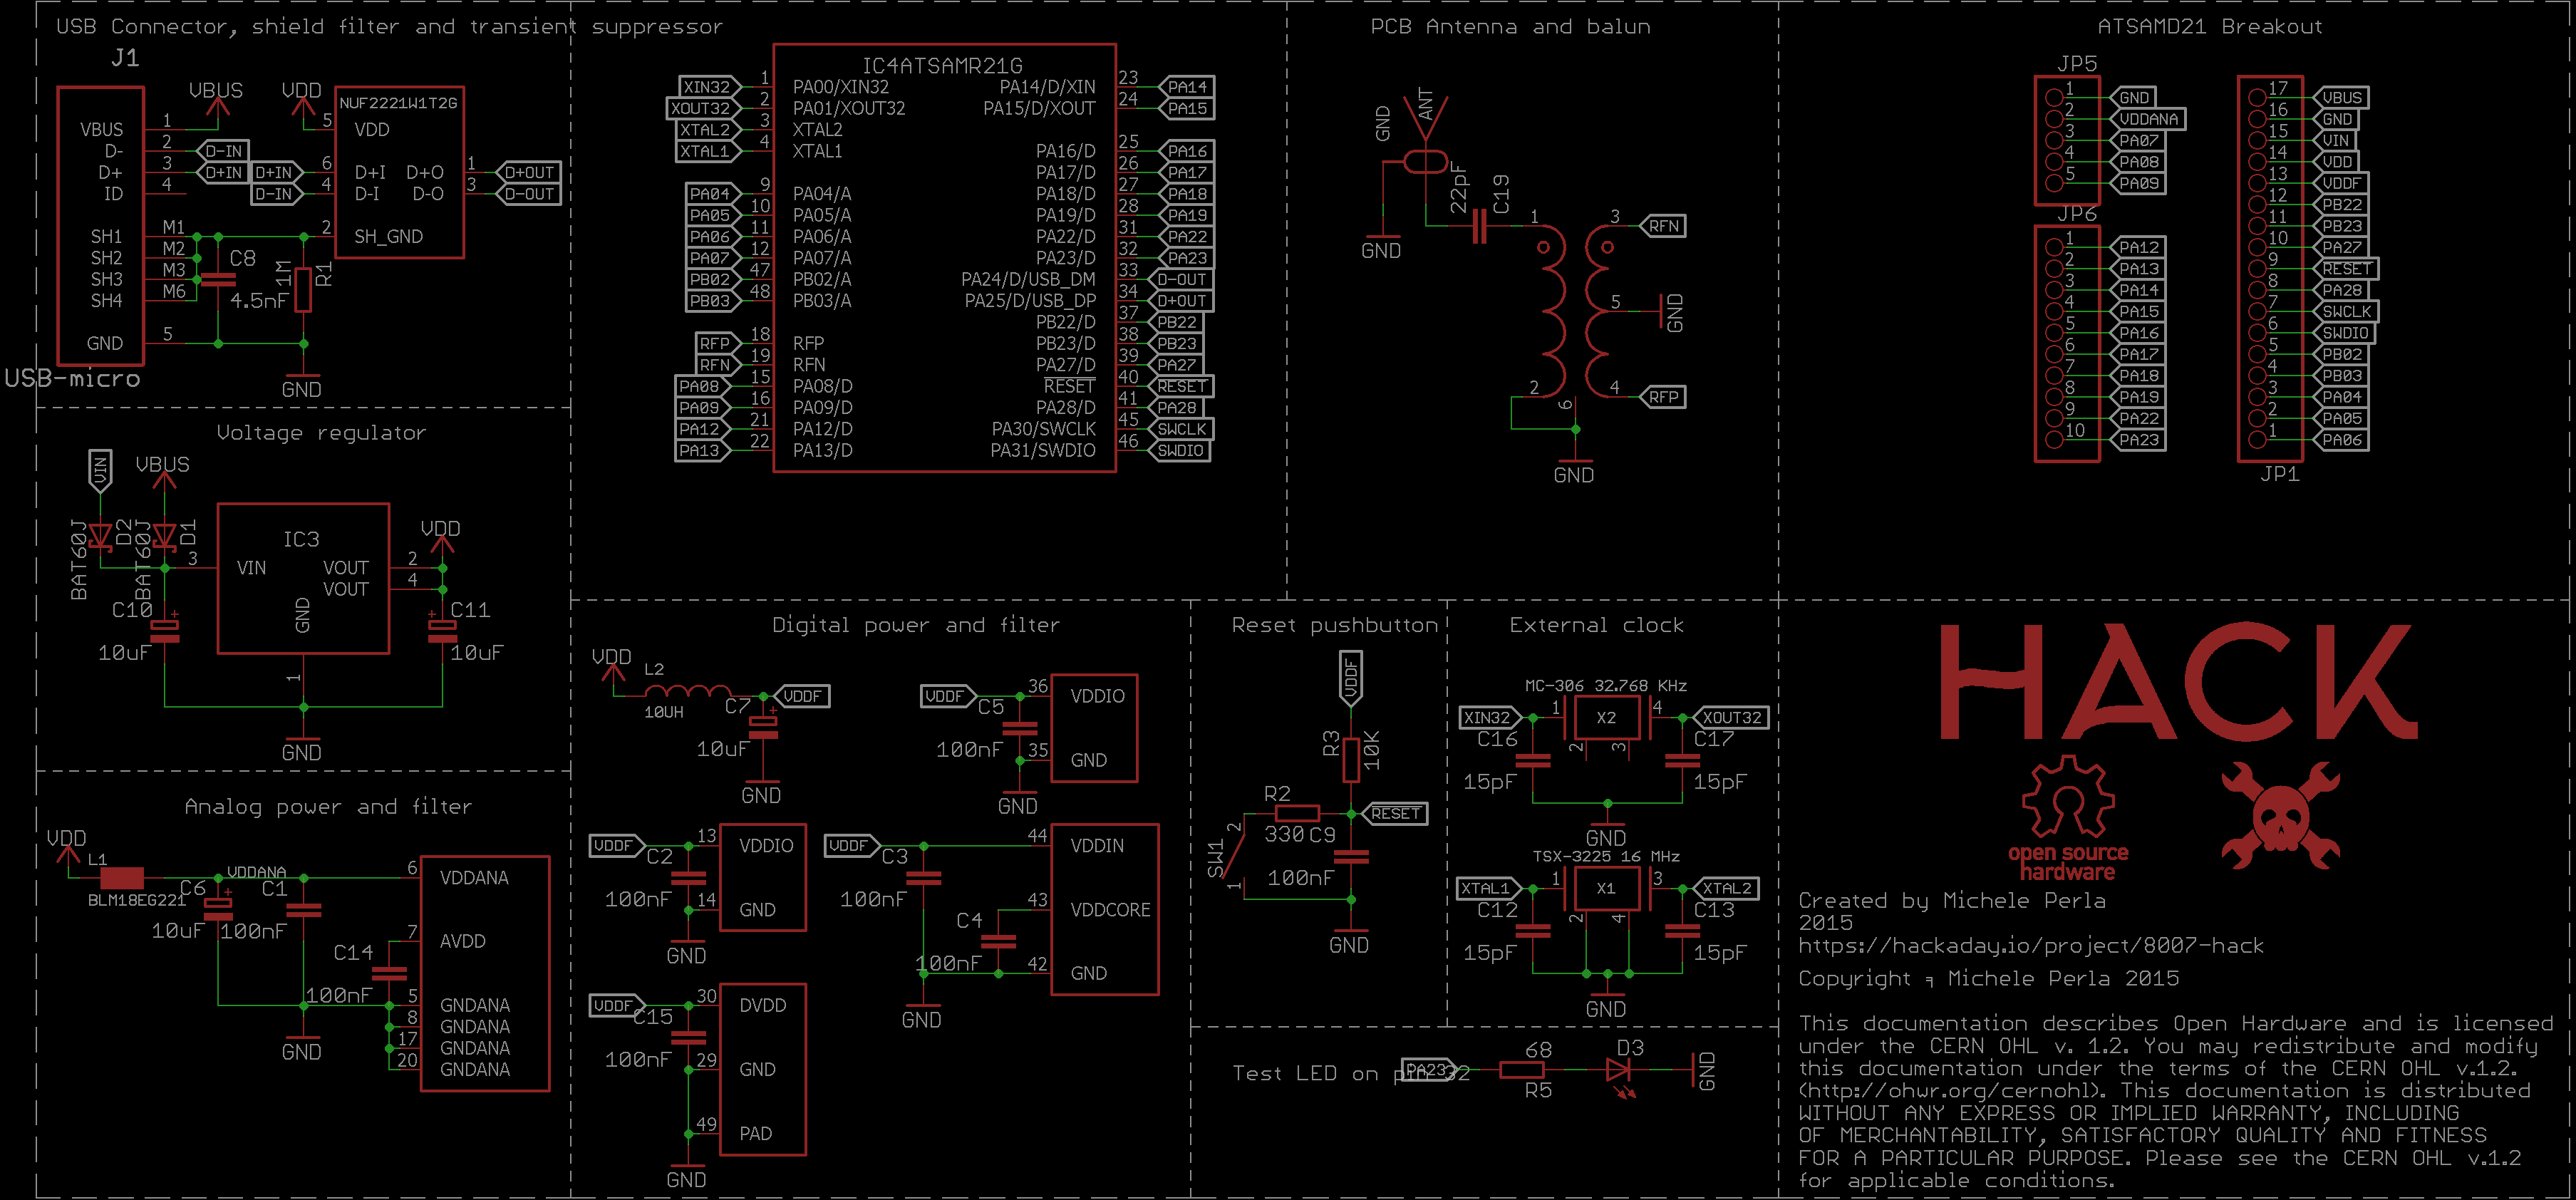 USB Connector, shield filter and transient suppressor
J1
VBUS
VDD
NUF2221W1T2G
VBUS 1
D- 2 D-IN
D+ 3 D+IN
ID 4
SH1 M1
SH2 M2
SH3 M3
SH4 M6
GND 5
USB-micro
5 VDD
D+IN 6 D+I D+O 1 D+OUT
D-IN 4 D-I D-O 3 D-OUT
2 SH_GND
C8
4.5nF
1M
R1
GND
IC4ATSAMR21G
XIN32 1 PA00/XIN32 PA14/D/XIN 23 PA14
XOUT32 2 PA01/XOUT32 PA15/D/XOUT 24 PA15
XTAL2 3 XTAL2
XTAL1 4 XTAL1 PA16/D 25 PA16
PA17/D 26 PA17
PA04 9 PA04/A PA18/D 27 PA18
PA05 10 PA05/A PA19/D 28 PA19
PA06 11 PA06/A PA22/D 31 PA22
PA07 12 PA07/A PA23/D 32 PA23
PB02 47 PB02/A PA24/D/USB_DM 33 D-OUT
PB03 48 PB03/A PA25/D/USB_DP 34 D+OUT
PB22/D 37 PB22
RFP 18 RFP PB23/D 38 PB23
RFN 19 RFN PA27/D 39 PA27
PA08 15 PA08/D RESET 40 RESET
PA09 16 PA09/D PA28/D 41 PA28
PA12 21 PA12/D PA30/SWCLK 45 SWCLK
PA13 22 PA13/D PA31/SWDIO 46 SWDIO
PCB Antenna and balun
GND
ANT
GND
22pF
C19
1
2
3 RFN
5 GND
4 RFP
6
GND
ATSAMD21 Breakout
JP5
1 GND
2 VDDANA
3 PA07
4 PA08
5 PA09
JP6
1 PA12
2 PA13
3 PA14
4 PA15
5 PA16
6 PA17
7 PA18
8 PA19
9 PA22
10 PA23
17 VBUS
16 GND
15 VIN
14 VDD
13 VDDF
12 PB22
11 PB23
10 PA27
9 RESET
8 PA28
7 SWCLK
6 SWDIO
5 PB02
4 PB03
3 PA04
2 PA05
1 PA06
JP1
Voltage regulator
VIN
VBUS
BAT60J
D2
BAT60J
D1
IC3
VDD
3 VIN VOUT 2
VOUT 4
GND
1
C10
10uF
C11
10uF
GND
Analog power and filter
VDD
L1
BLM18EG221
VDDANA
C6
10uF
C1
100nF
C14
100nF
6 VDDANA
7 AVDD
5 GNDANA
8 GNDANA
17 GNDANA
20 GNDANA
GND
Digital power and filter
VDD
L2
10UH
C7
VDDF
10uF
GND
VDDF
C5
100nF
36 VDDIO
35 GND
GND
VDDF
C2
100nF
13 VDDIO
14 GND
GND
VDDF
C3
100nF
C4
100nF
44 VDDIN
43 VDDCORE
42 GND
GND
VDDF
C15
100nF
30 DVDD
29 GND
49 PAD
GND
Reset pushbutton
VDDF
R3
10K
R2
330
RESET
C9
100nF
SW1
2
1
GND
External clock
MC-306 32.768 KHz
XIN32 1 X2 4 XOUT32
2 3
C16
15pF
C17
15pF
GND
TSX-3225 16 MHz
XTAL1 1 X1 3 XTAL2
2 4
C12
15pF
C13
15pF
GND
Test LED on pin 32
PA23
68
R5
D3
GND
HACK
open source
hardware
Created by Michele Perla
2015
https://hackaday.io/project/8007-hack
Copyright Michele Perla 2015
This documentation describes Open Hardware and is licensed
under the CERN OHL v. 1.2. You may redistribute and modify
this documentation under the terms of the CERN OHL v.1.2.
(http://ohwr.org/cernohl). This documentation is distributed
WITHOUT ANY EXPRESS OR IMPLIED WARRANTY, INCLUDING
OF MERCHANTABILITY, SATISFACTORY QUALITY AND FITNESS
FOR A PARTICULAR PURPOSE. Please see the CERN OHL v.1.2
for applicable conditions.